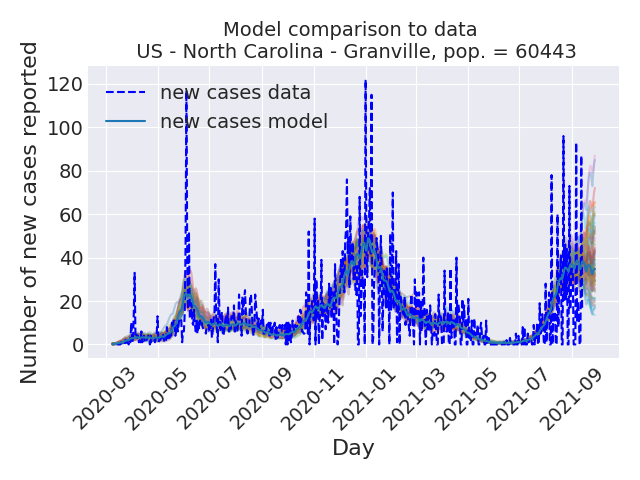 Model comparison to data
US - North Carolina - Granville, pop. = 60443
Number of new cases reported
120
100
80
60
40
20
0
new cases data
new cases model
2020-03
2020-05
2020-07
2020-09
2020-11
2021-01
2021-03
2021-05
2021-07
2021-09
Day